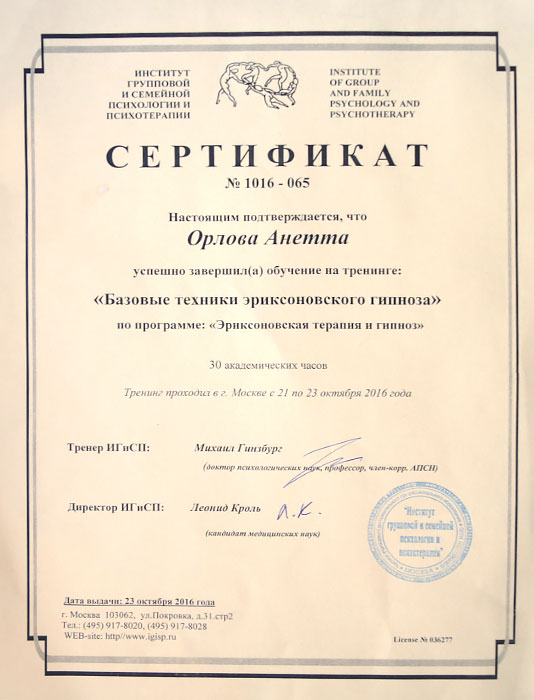 ИНСТИТУТ
ГРУППОВОЙ
И СЕМЕЙНОЙ
ПСИХОЛОГИИ И
ПСИХОТЕРАПИИ
INSTITUTE
OF GROUP
AND FAMILY
PSYCHOLOGY AND
PSYCHOTHERAPY
СЕРТИФИКАТ
№ 1016 - 065
Настоящим подтверждается, что
Орлова Анетта
успешно завершил(а) обучение на тренинге:
«Базовые техники эриксоновского гипноза»
по программе: «Эриксоновская терапия и гипноз»
30 академических часов
Тренинг проходил в г. Москве с 21 по 23 октября 2016 года
Тренер ИГиСП: Михаил Гинзбург
(доктор психологических наук, профессор, член-корр. АПСН)
Директор ИГиСП: Леонид Кроль
(кандидат медицинских наук)
"Институт
групповой и семейной
психологии и
психотерапии"
Дата выдачи: 23 октября 2016 года
г. Москва 103062, ул.Покровка, д.31.стр2
Тел.: (495) 917-8020, (495) 917-8028
WEB-site: http//www.igisp.ru
License № 036277